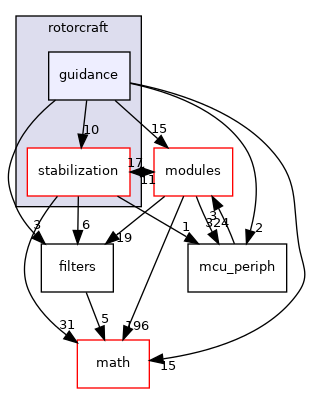 rotorcraft
guidance
10
15
stabilization
17
11
modules
3
6
19
1
3
324
2
filters
mcu_periph
31
5
196
15
math